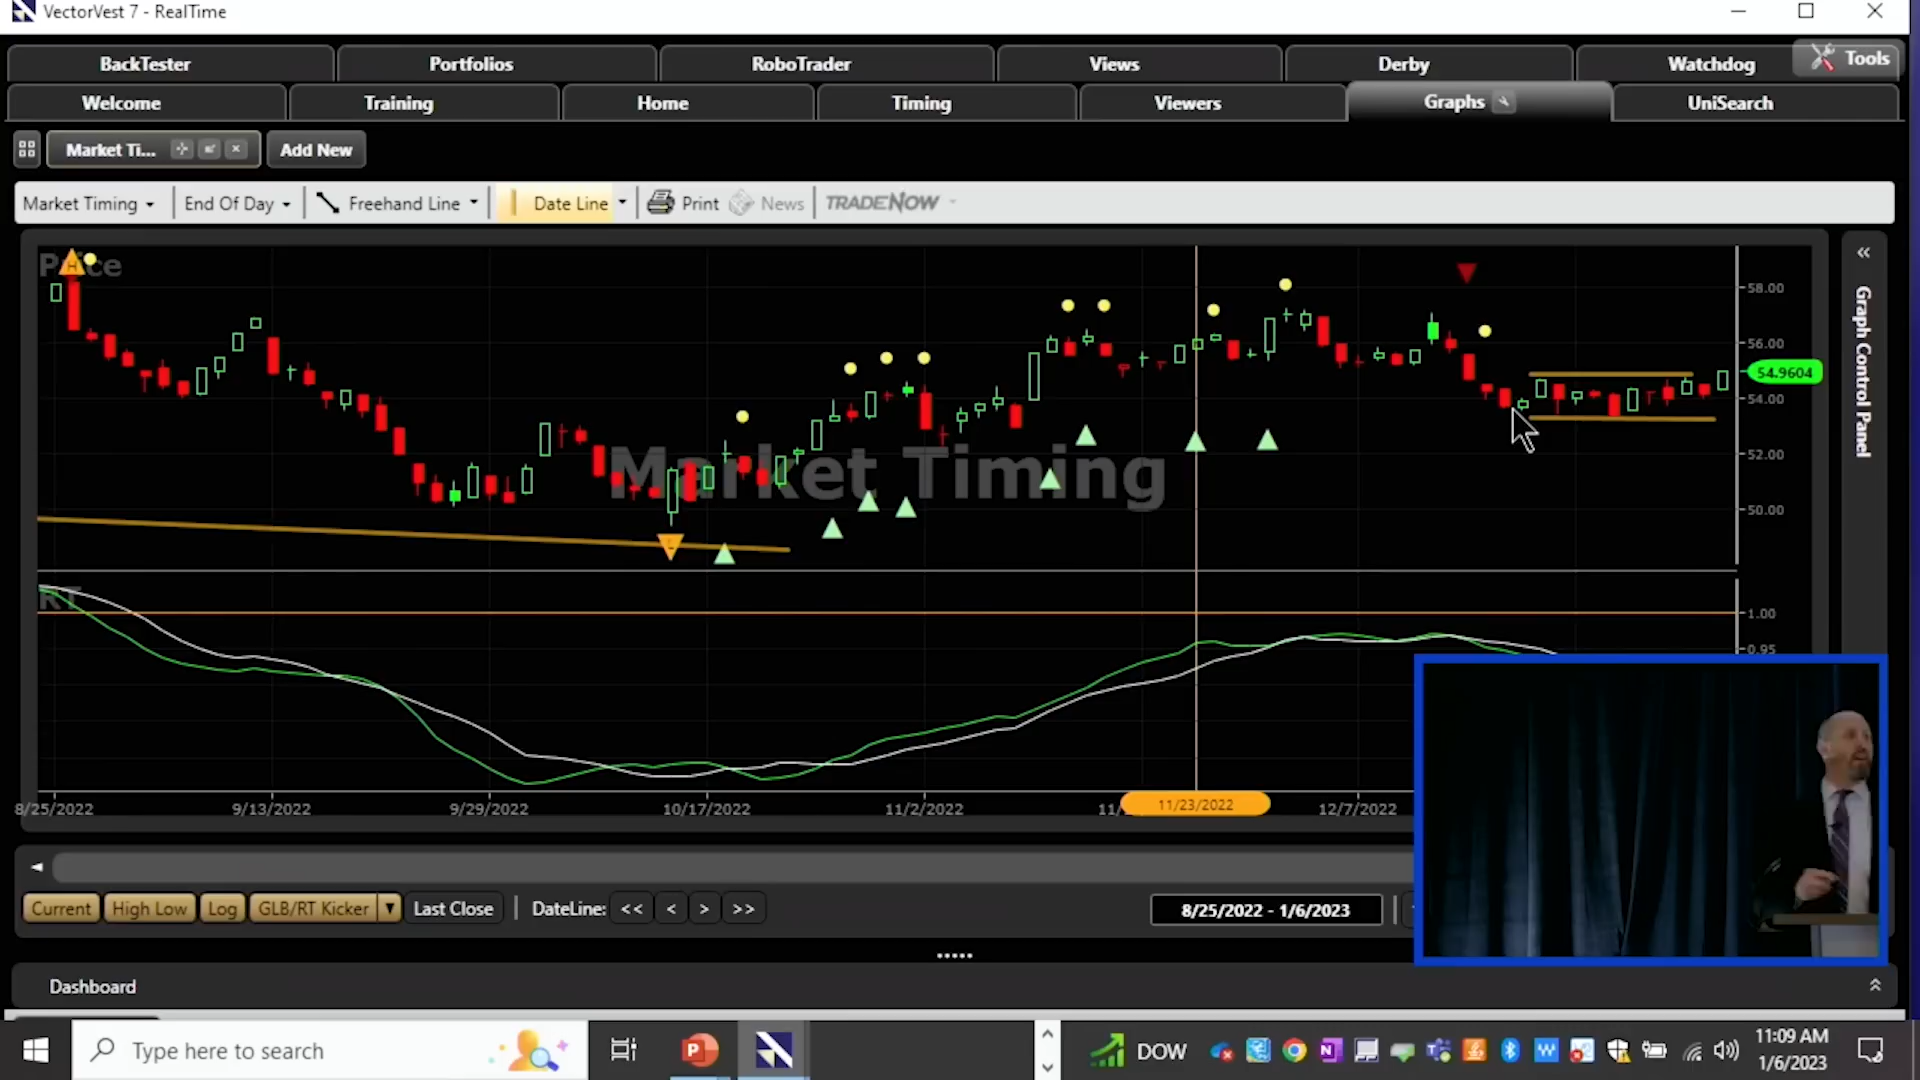 VectorVest 7 - RealTime
BackTester Portfolios RoboTrader Views Derby Watchdog Tools
Welcome Training Home Timing Viewers Graphs UniSearch
Market Ti... Add New
Market Timing End Of Day Freehand Line Date Line Print News TRADENOW
Price
Market Timing
58.00
56.00
54.9604
54.00
52.00
50.00
Graph Control Panel
RT
1.00
0.95
8/25/2022 9/13/2022 9/29/2022 10/17/2022 11/2/2022 11/ 11/23/2022 12/7/2022
Current High Low Log GLB/RT Kicker Last Close DateLine: << < > >> 8/25/2022 - 1/6/2023
Dashboard
Type here to search
DOW
11:09 AM
1/6/2023